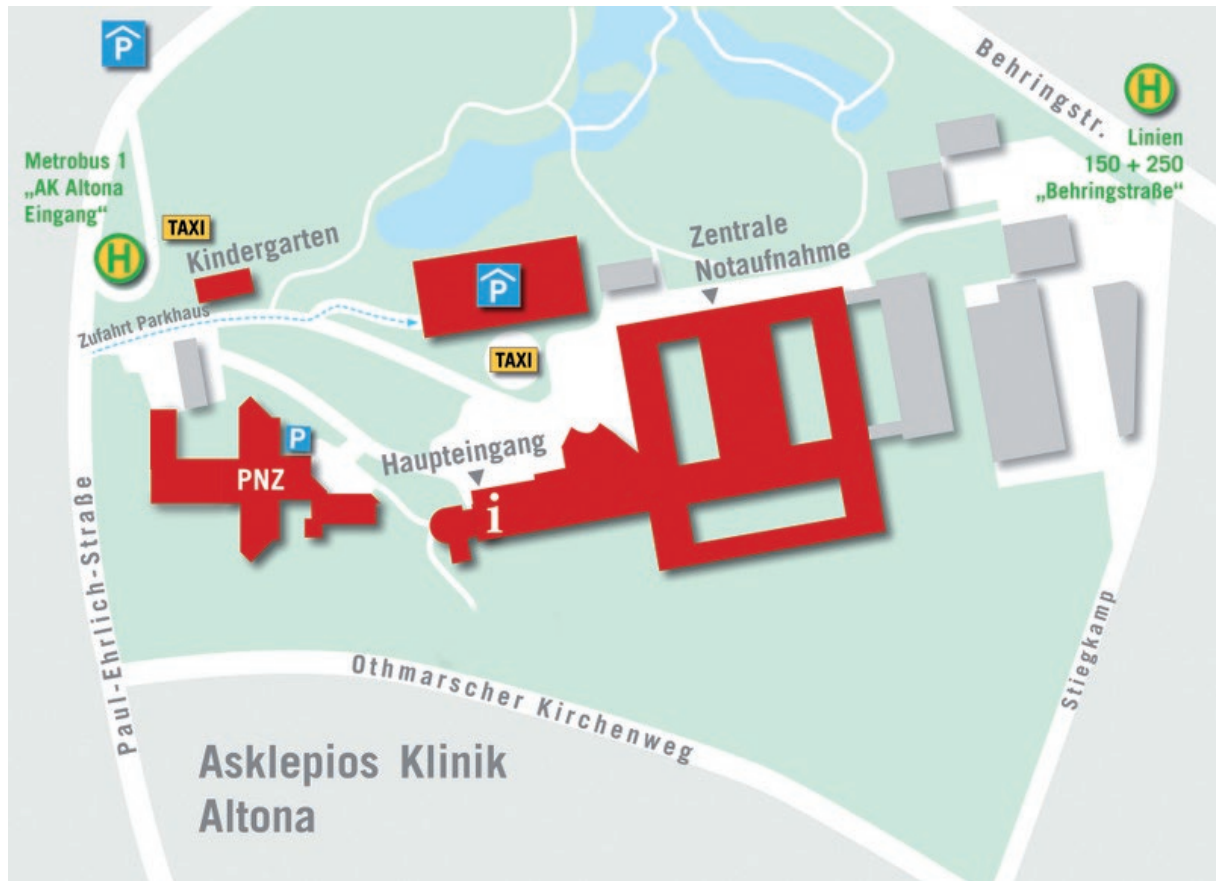 P
Behringstr.
H
Linien
150 + 250
„Behringstraße“
Metrobus 1
„AK Altona
Eingang“
H
TAXI
Kindergarten
Zentrale
Notaufnahme
P
Zufahrt Parkhaus
TAXI
P
PNZ
Haupteingang
i
Paul-Ehrlich-Straße
Othmarscher Kirchenweg
Stiegkamp
Asklepios Klinik
Altona